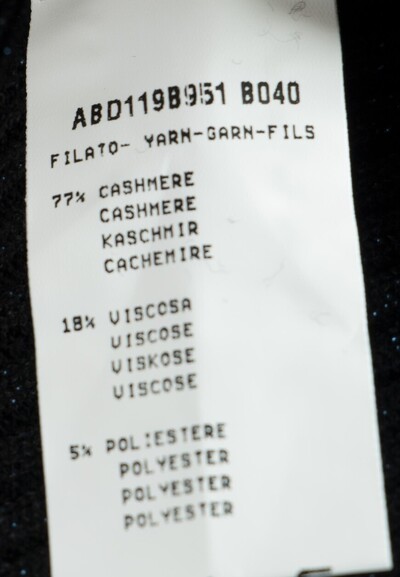 ABD119B951 B040
FILATO- YARN-GARN-FILS
77% CASHMERE
CASHMERE
KASCHMIR
CACHEMIRE
18% VISCOSA
VISCOSE
VISKOSE
VISCOSE
5% POLIESTERE
POLYESTER
POLYESTER
POLYESTER